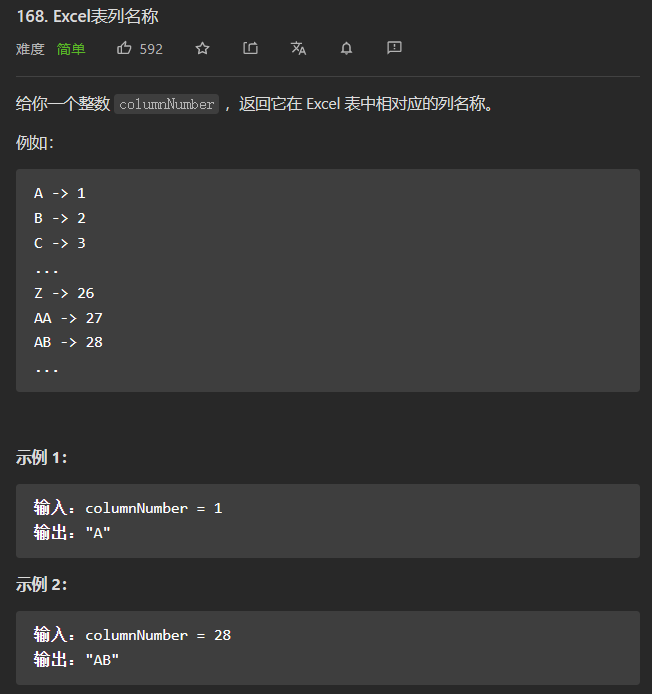 168. Excel表列名称
难度 简单 592
给你一个整数 columnNumber ，返回它在 Excel 表中相对应的列名称。
例如：
A -> 1
B -> 2
C -> 3
...
Z -> 26
AA -> 27
AB -> 28
...
示例 1：
输入：columnNumber = 1
输出："A"
示例 2：
输入：columnNumber = 28
输出："AB"